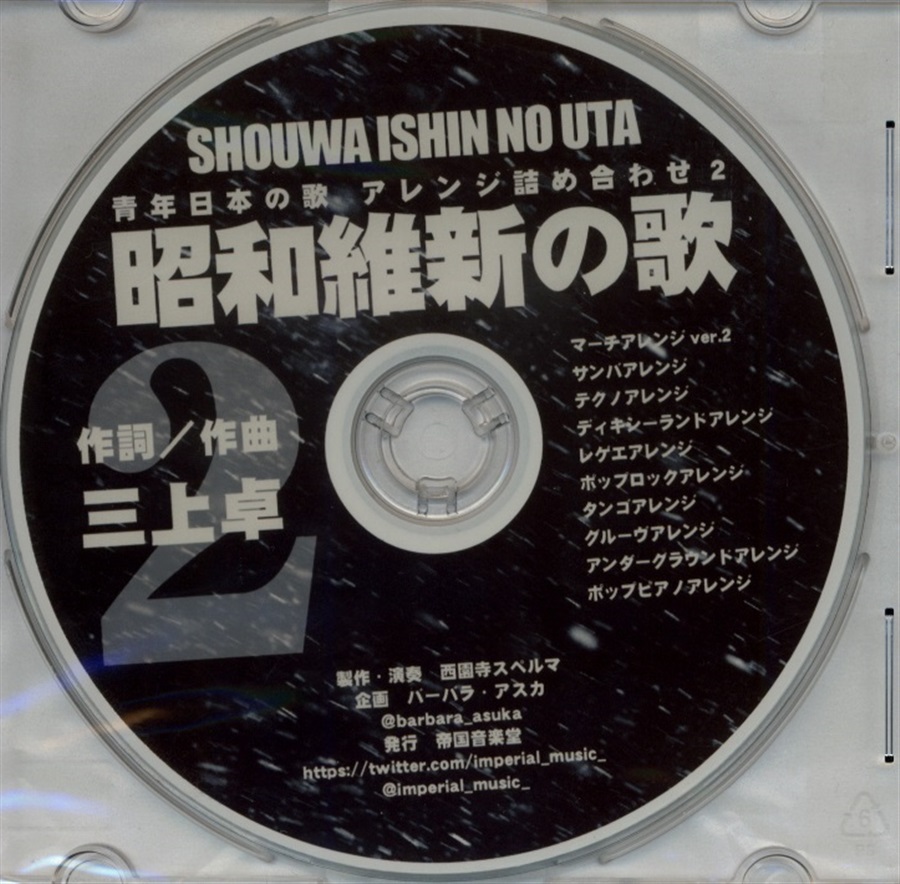 SHOUWA ISHIN NO UTA
青年日本の歌 アレンジ詰め合わせ2
昭和維新の歌
2
作詞/作曲
三上卓
マーチアレンジ ver.2
サンバアレンジ
テクノアレンジ
ディキシーランドアレンジ
レゲエアレンジ
ポップロックアレンジ
タンゴアレンジ
グルーヴアレンジ
アンダーグラウンドアレンジ
ポップピアノアレンジ
製作・演奏 西園寺スペルマ
企画 バーバラ・アスカ
@barbara_asuka
発行 帝国音楽堂
https://twitter.com/imperial_music_
@imperial_music_